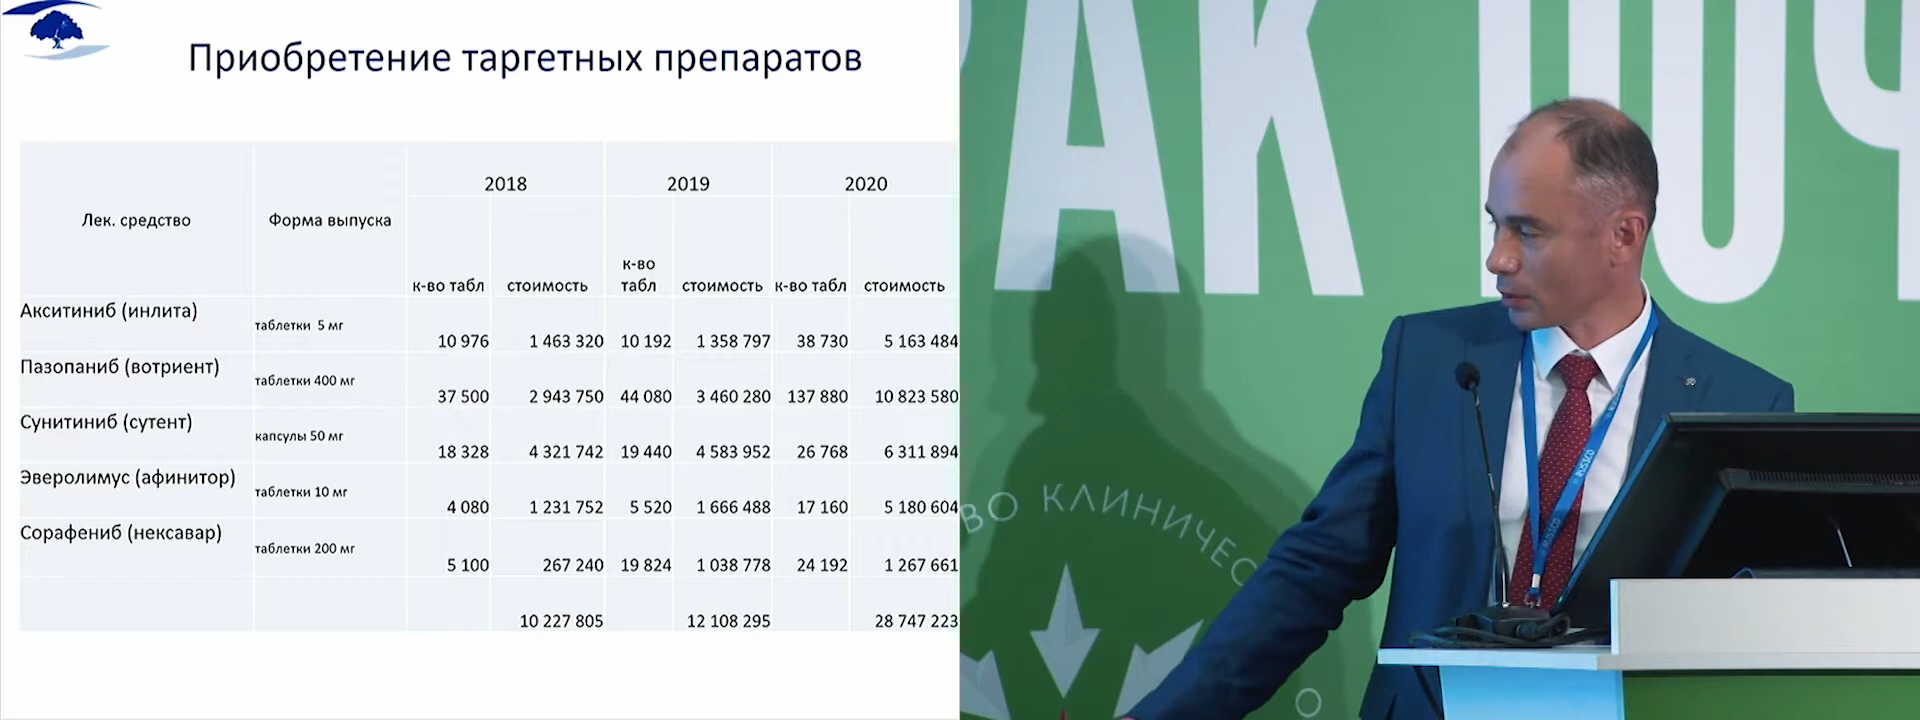 Приобретение таргетных препаратов
Лек. средство Форма выпуска 2018 2019 2020
к-во табл стоимость к-во табл стоимость к-во табл стоимость
Акситиниб (инлита) таблетки 5 мг 10 976 1 463 320 10 192 1 358 797 38 730 5 163 484
Пазопаниб (вотриент) таблетки 400 мг 37 500 2 943 750 44 080 3 460 280 137 880 10 823 580
Сунитиниб (сутент) капсулы 50 мг 18 328 4 321 742 19 440 4 583 952 26 768 6 311 894
Эверолимус (афинитор) таблетки 10 мг 4 080 1 231 752 5 520 1 666 488 17 160 5 180 604
Сорафениб (нексавар) таблетки 200 мг 5 100 267 240 19 824 1 038 778 24 192 1 267 661
10 227 805 12 108 295 28 747 223
РАК ПОЧ
ВО КЛИНИЧЕС
О
RUSSCO
RUSSCO